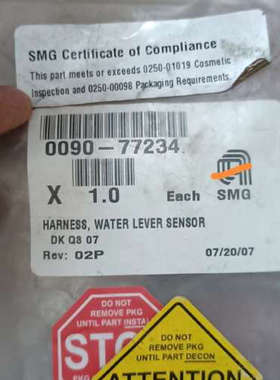 SMG Certificate of Compliance
This part meets or exceeds 0250-01019 Cosmetic
Inspection and 0250-00098 Packaging Requirements.
0090-77234
X 1.0 Each SMG
HARNESS, WATER LEVER SENSOR
DK Q3 07
Rev: 02P 07/20/07
DO NOT
REMOVE PKG
UNTIL PART INSTA
STO
DO NOT
REMOVE PKG
UNTIL PART DECON
ATTENTION